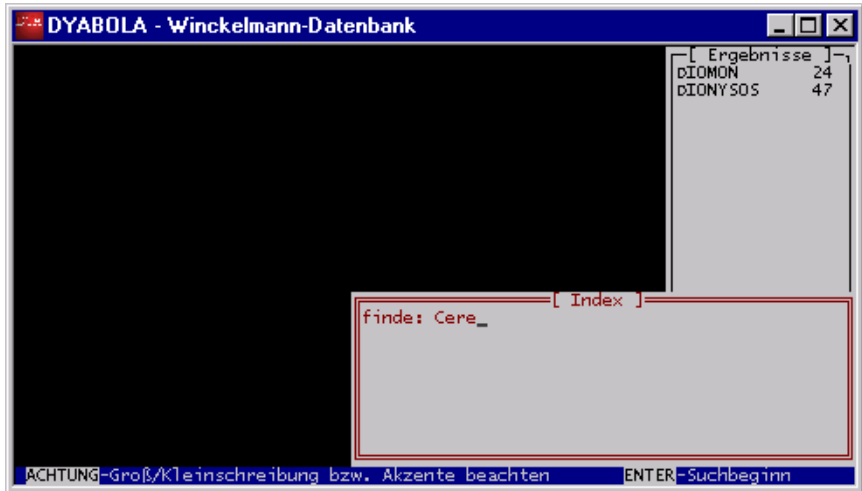 DYABOLA - Winckelmann-Datenbank
[ Ergebnisse ]
DIOMON 24
DIONYSOS 47
[ Index ]
finde: Cere_
ACHTUNG-Groß/Kleinschreibung bzw. Akzente beachten ENTER-Suchbeginn